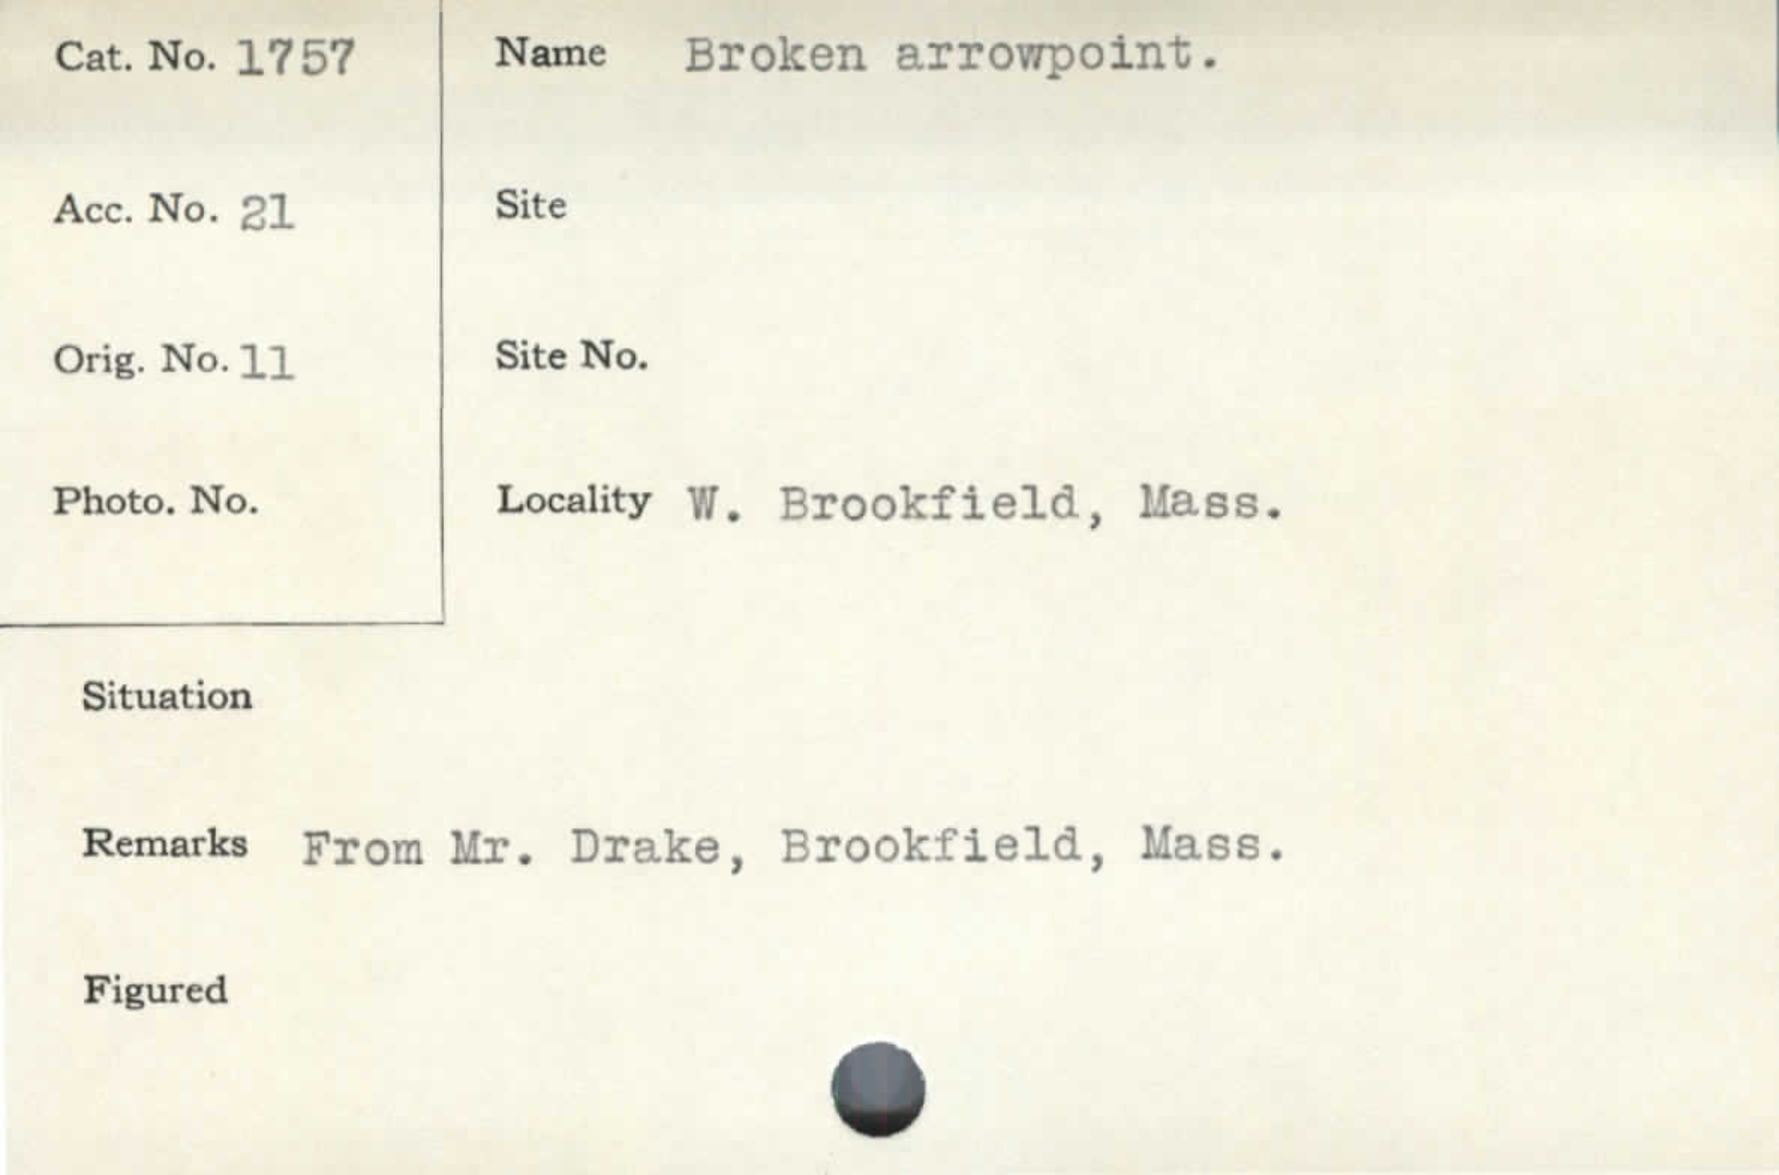 Cat. No. 1757
Name Broken arrowpoint.
Acc. No. 21
Site
Orig. No. 11
Site No.
Photo. No.
Locality W. Brookfield, Mass.
Situation
Remarks From Mr. Drake, Brookfield, Mass.
Figured